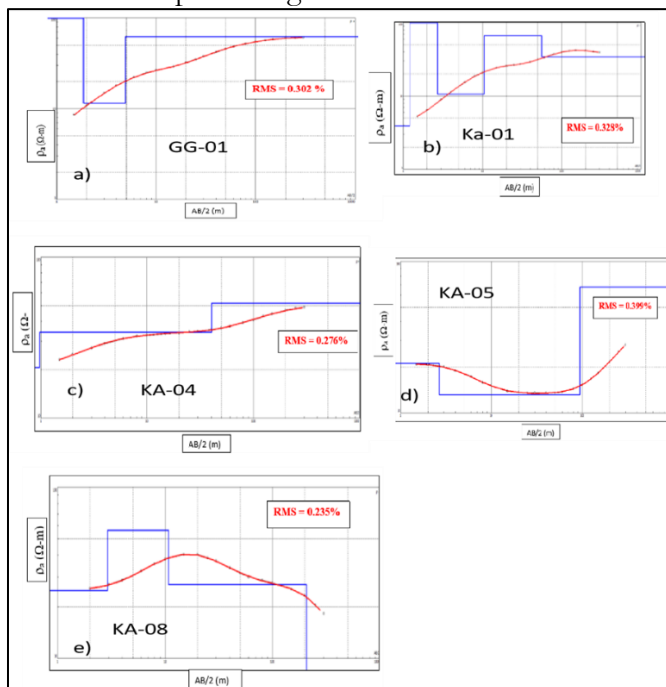 RMS = 0.302 %
ρa (Ω-m)
GG-01
a)
AB/2 (m)
ρa (Ω-m)
RMS = 0.328%
Ka-01
b)
AB/2 (m)
ρa (Ω-
RMS = 0.276%
c)
KA-04
AB/2 (m)
KA-05
RMS = 0.399%
ρa (Ω-m)
d)
AB/2 (m)
RMS = 0.235%
ρa (Ω-m)
KA-08
e)
AB/2 (m)